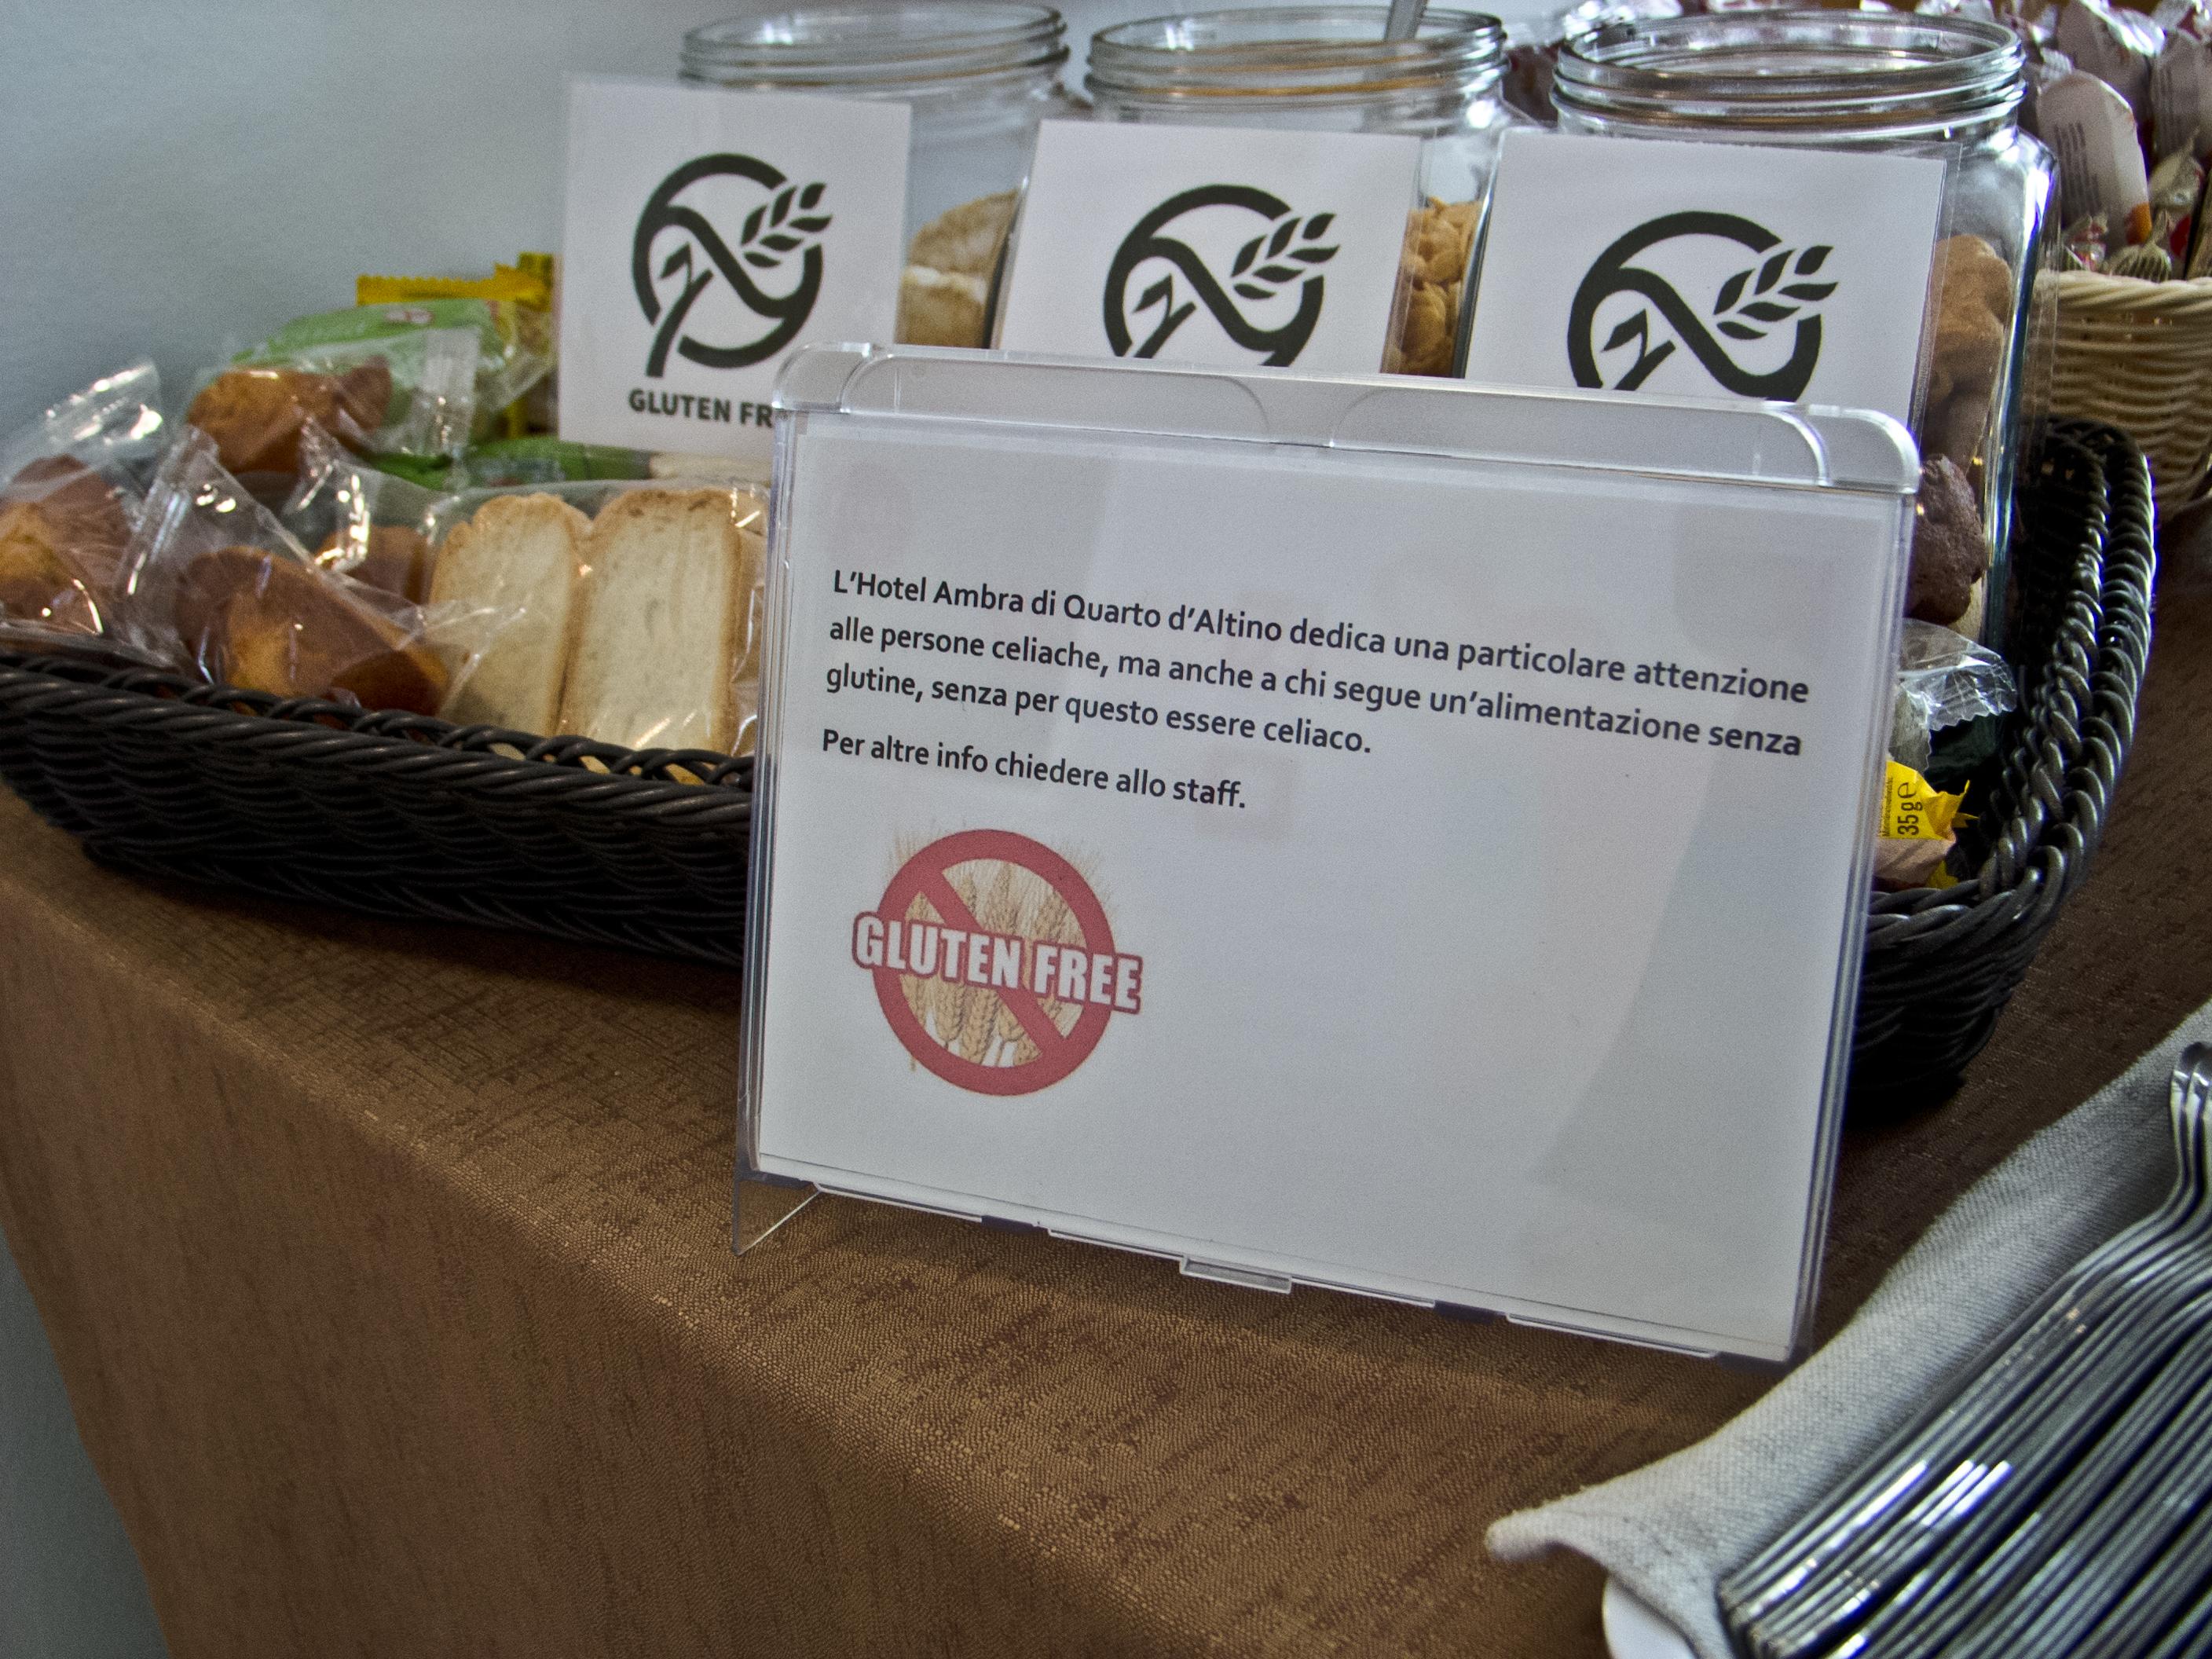 GLUTEN FR
L'Hotel Ambra di Quarto d'Altino dedica una particolare attenzione
alle persone celiache, ma anche a chi segue un'alimentazione senza
glutine, senza per questo essere celiaco.
Per altre info chiedere allo staff.
GLUTEN FREE
35g e